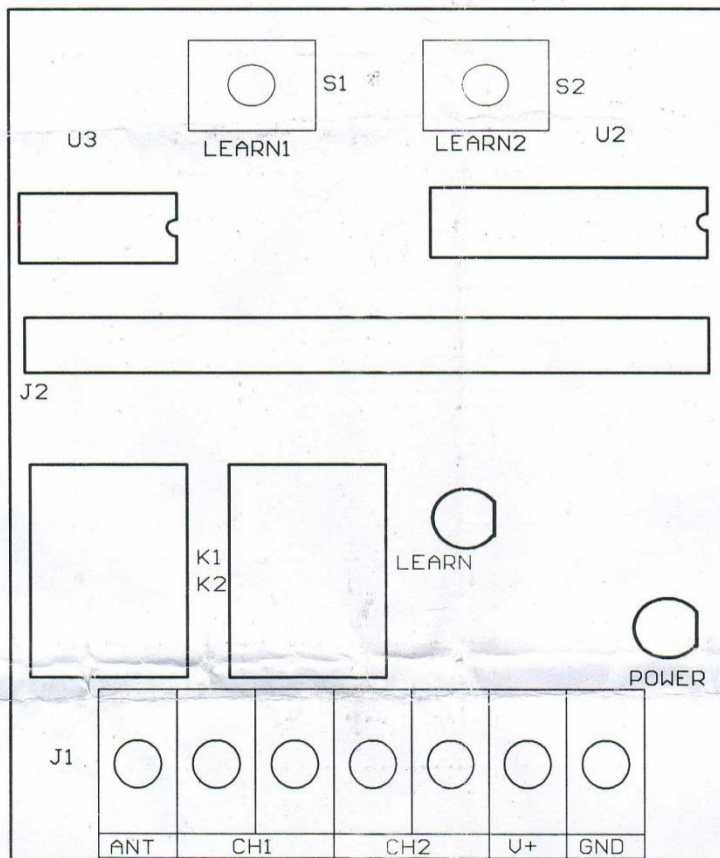 S1
S2
U3
LEARN1
LEARN2
U2
J2
K1
K2
LEARN
POWER
J1
ANT CH1 CH2 V+ GND